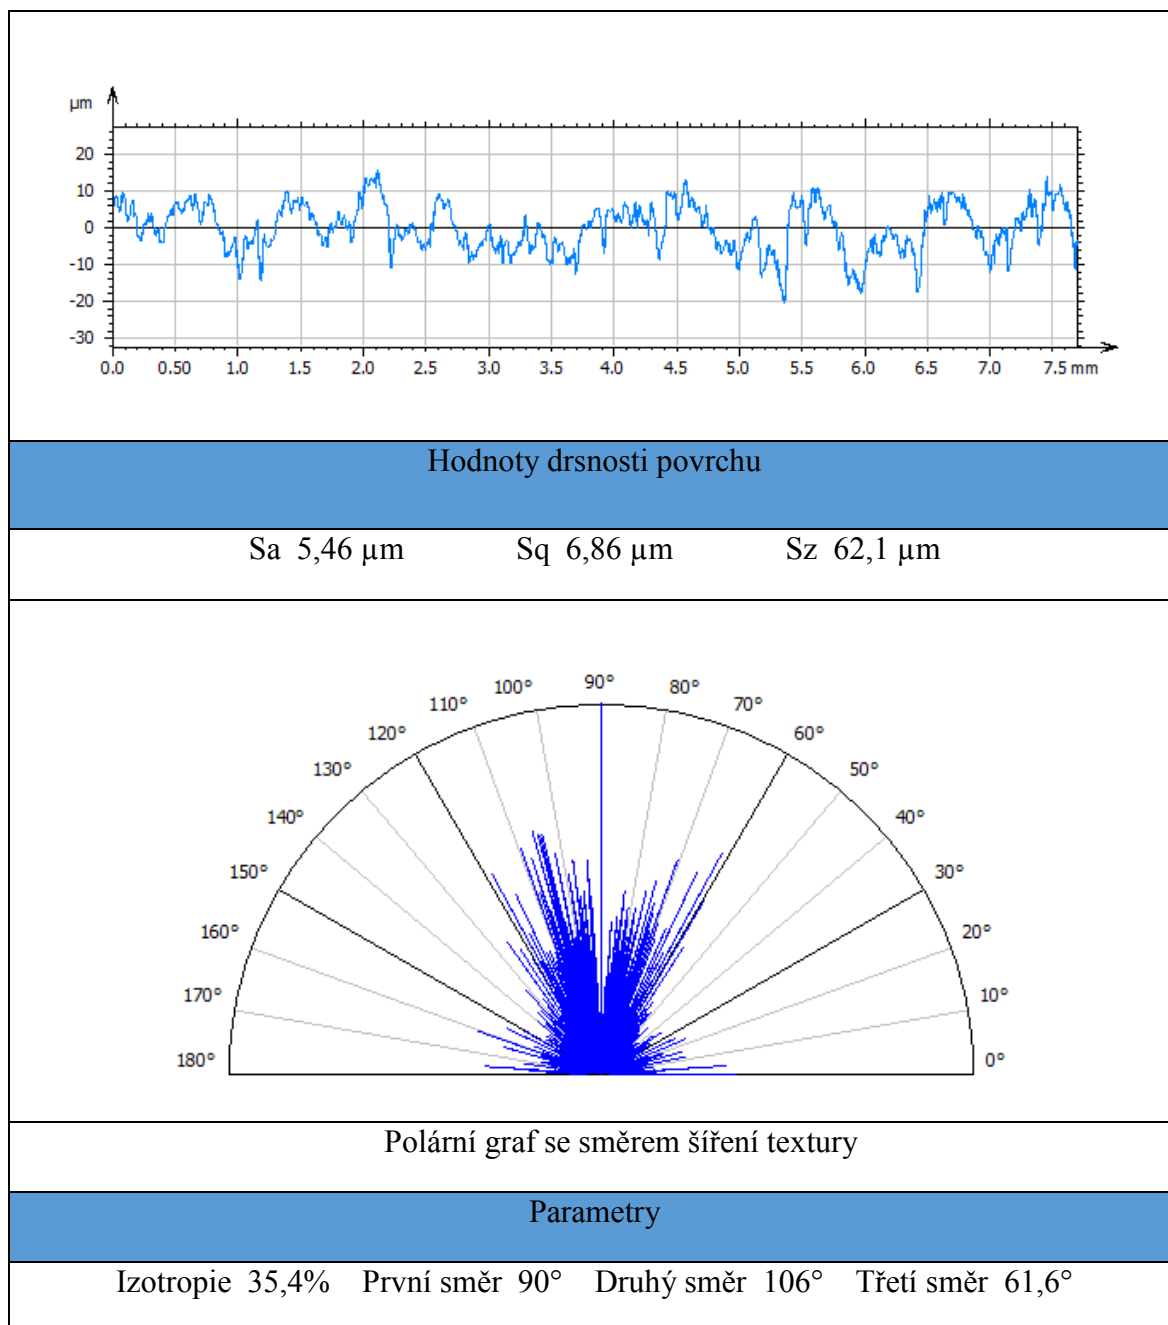 µm
20
10
0
-10
-20
-30
0.0 0.50 1.0 1.5 2.0 2.5 3.0 3.5 4.0 4.5 5.0 5.5 6.0 6.5 7.0 7.5 mm
Hodnoty drsnosti povrchu
Sa 5,46 µm Sq 6,86 µm Sz 62,1 µm
90°
100° 80°
110° 70°
120° 60°
130° 50°
140° 40°
150° 30°
160° 20°
170° 10°
180° 0°
Polární graf se směrem šíření textury
Parametry
Izotropie 35,4% První směr 90° Druhý směr 106° Třetí směr 61,6°